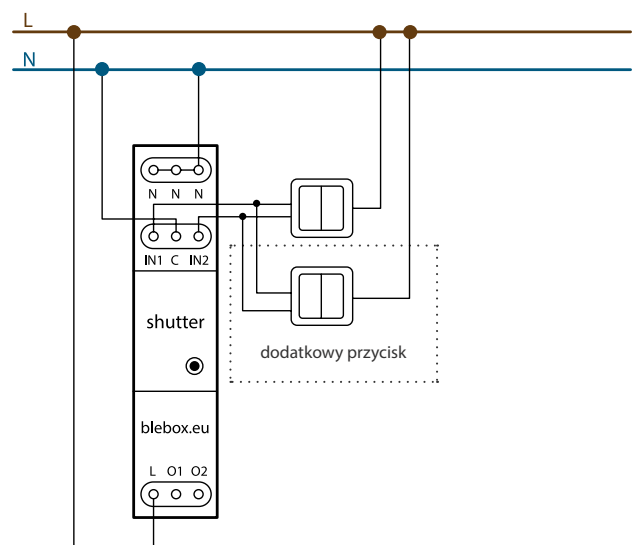 L
N
N N N
IN1 C IN2
shutter
dodatkowy przycisk
blebox.eu
L O1 O2